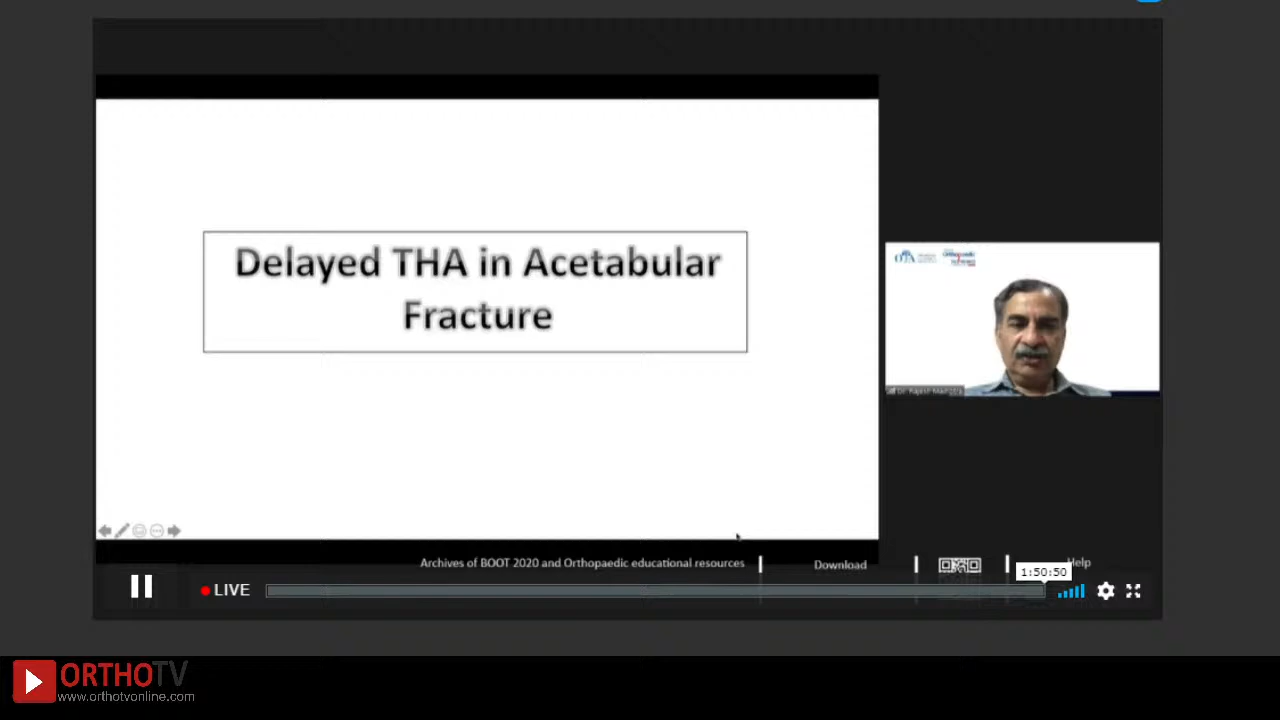 Delayed THA in Acetabular
Fracture
OTA
Archives of BOOT 2020 and Orthopaedic educational resources
Download
Help
1:50:50
LIVE
ORTHOTV
www.orthotvonline.com